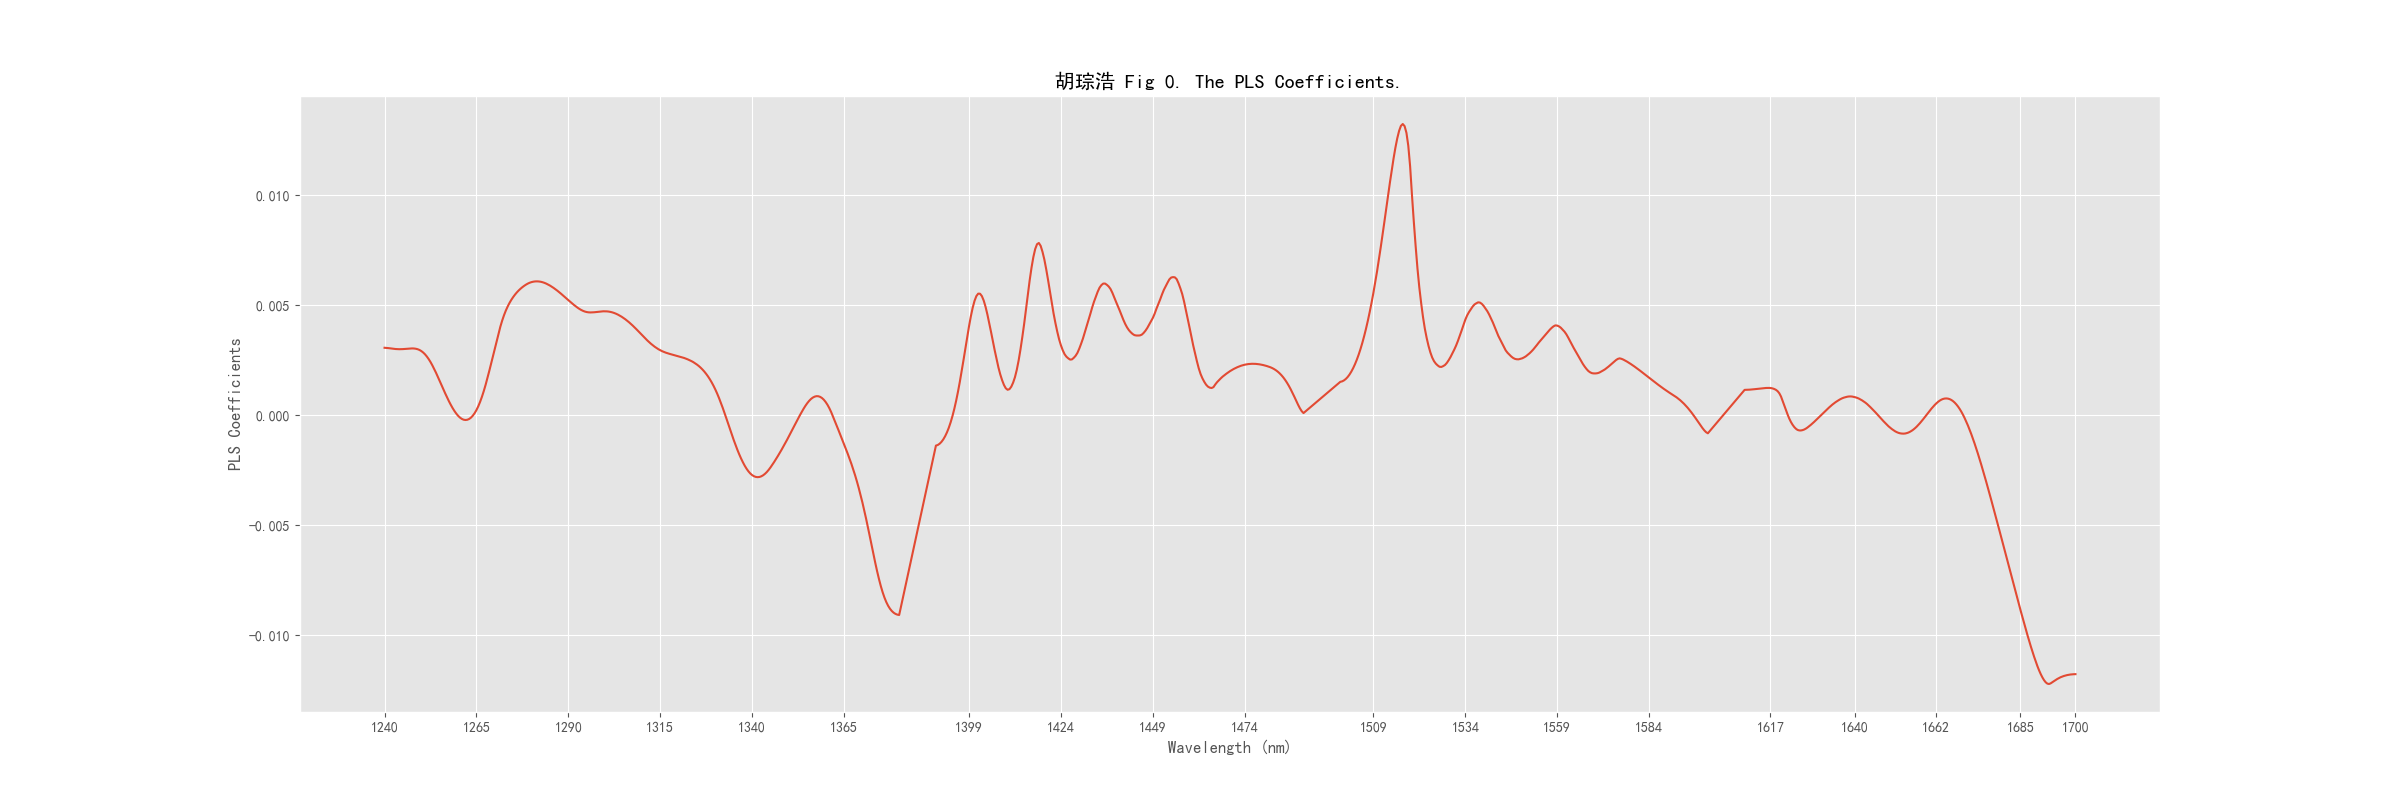 胡琮浩 Fig 0. The PLS Coefficients.
0.010
0.005
0.000
-0.005
-0.010
PLS Coefficients
1240 1265 1290 1315 1340 1365 1399 1424 1449 1474 1509 1534 1559 1584 1617 1640 1662 1685 1700
Wavelength (nm)